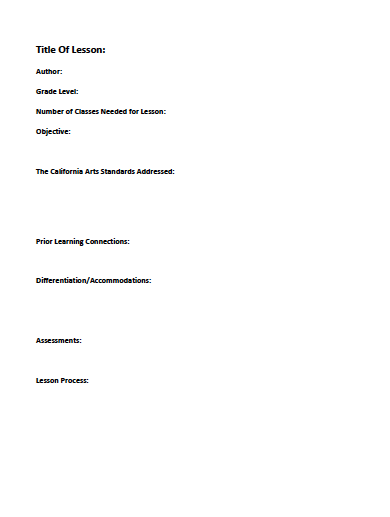 Title Of Lesson:
Author:
Grade Level:
Number of Classes Needed for Lesson:
Objective:
The California Arts Standards Addressed:
Prior Learning Connections:
Differentiation/Accommodations:
Assessments:
Lesson Process: